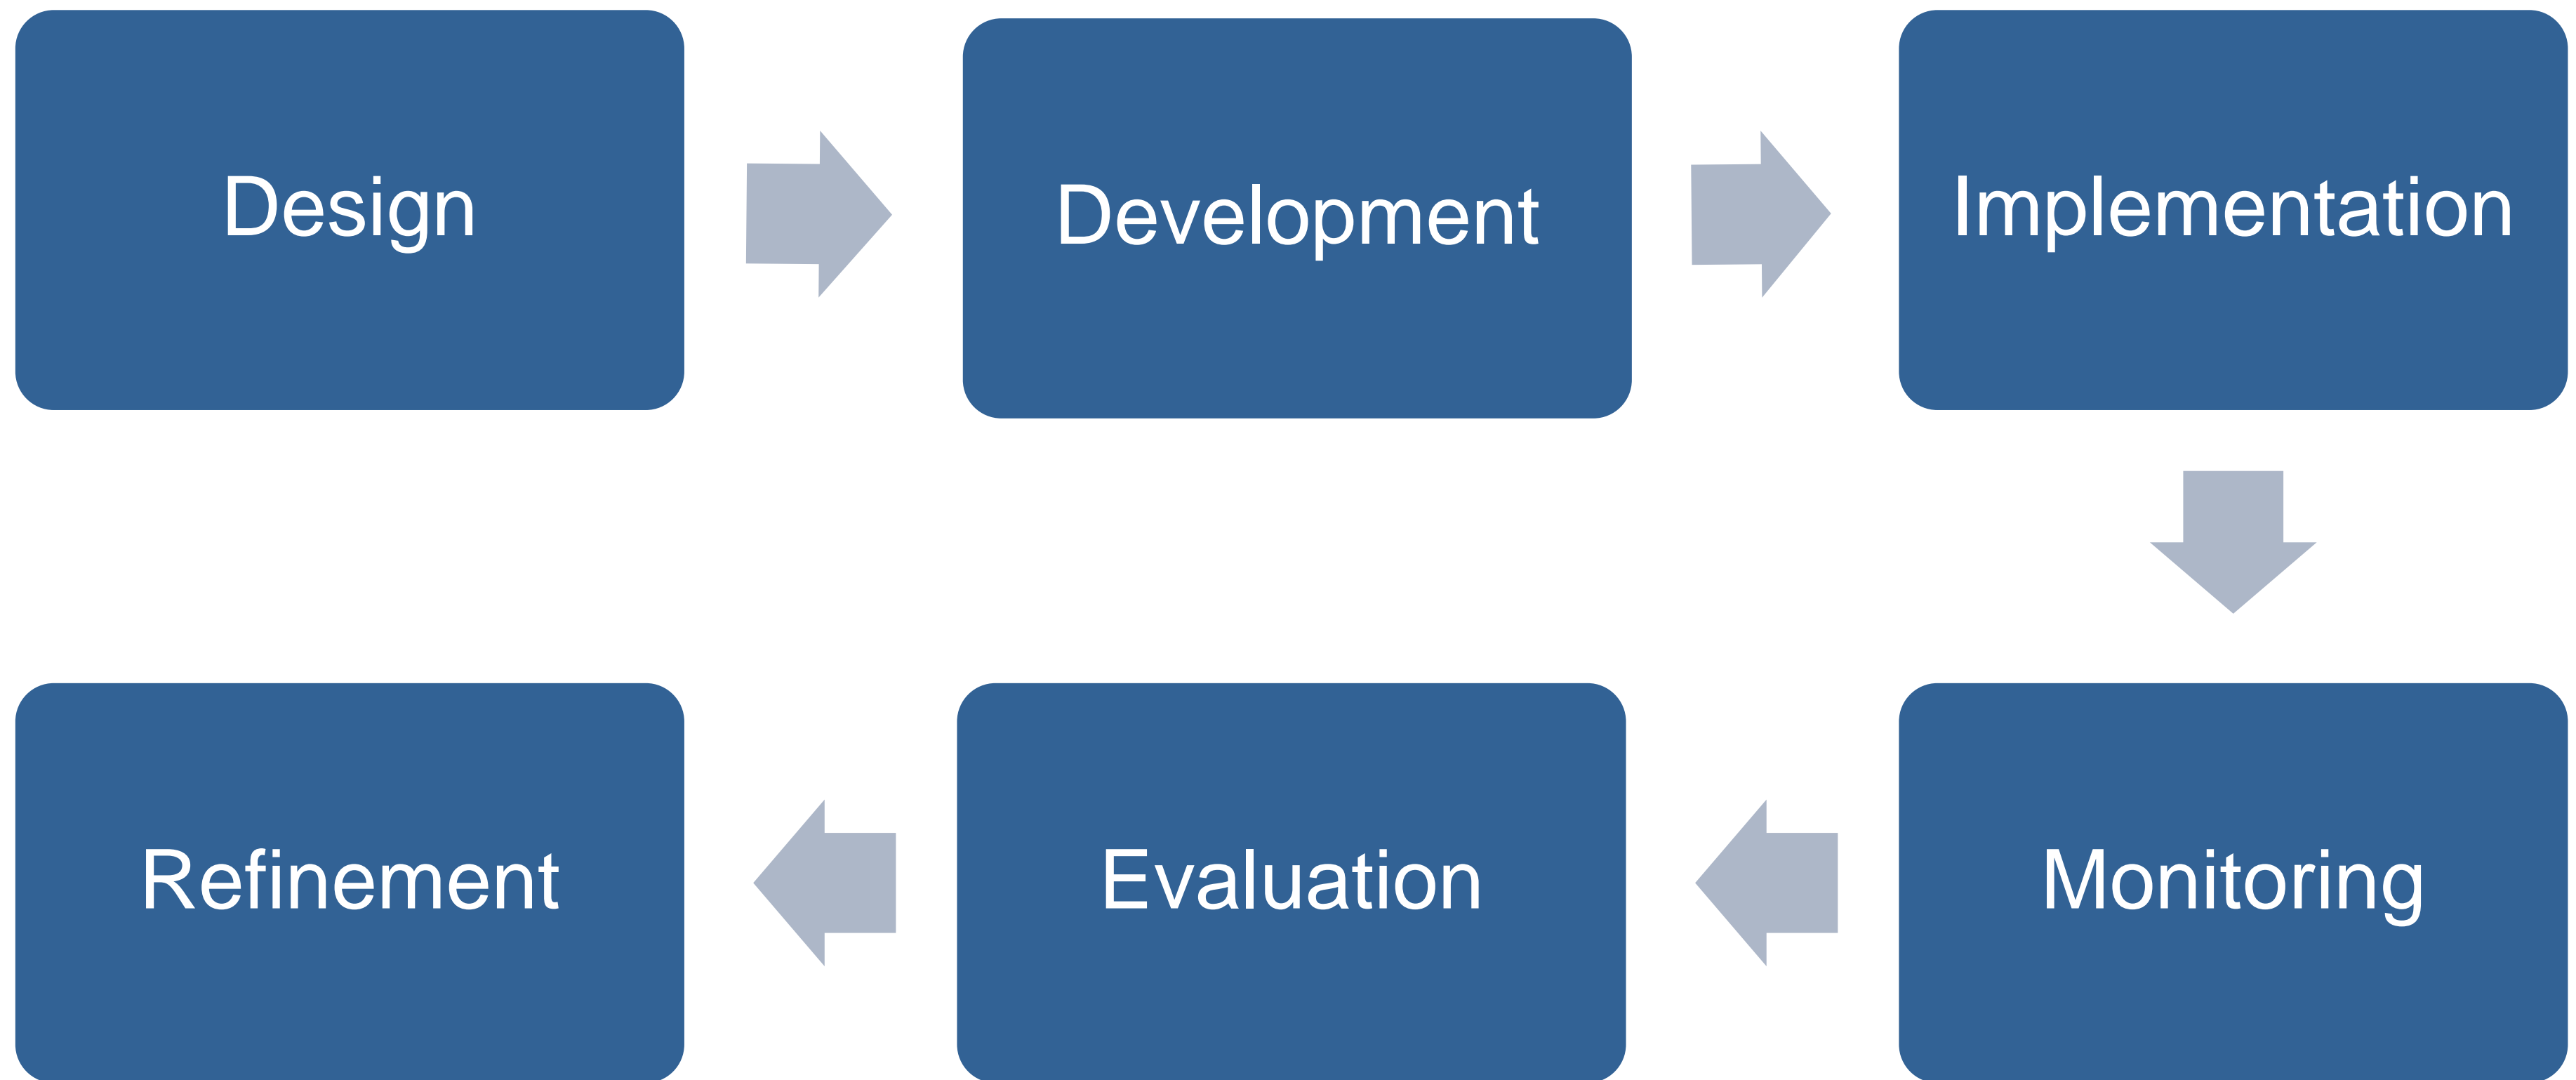 Design
Development
Implementation
Monitoring
Evaluation
Refinement